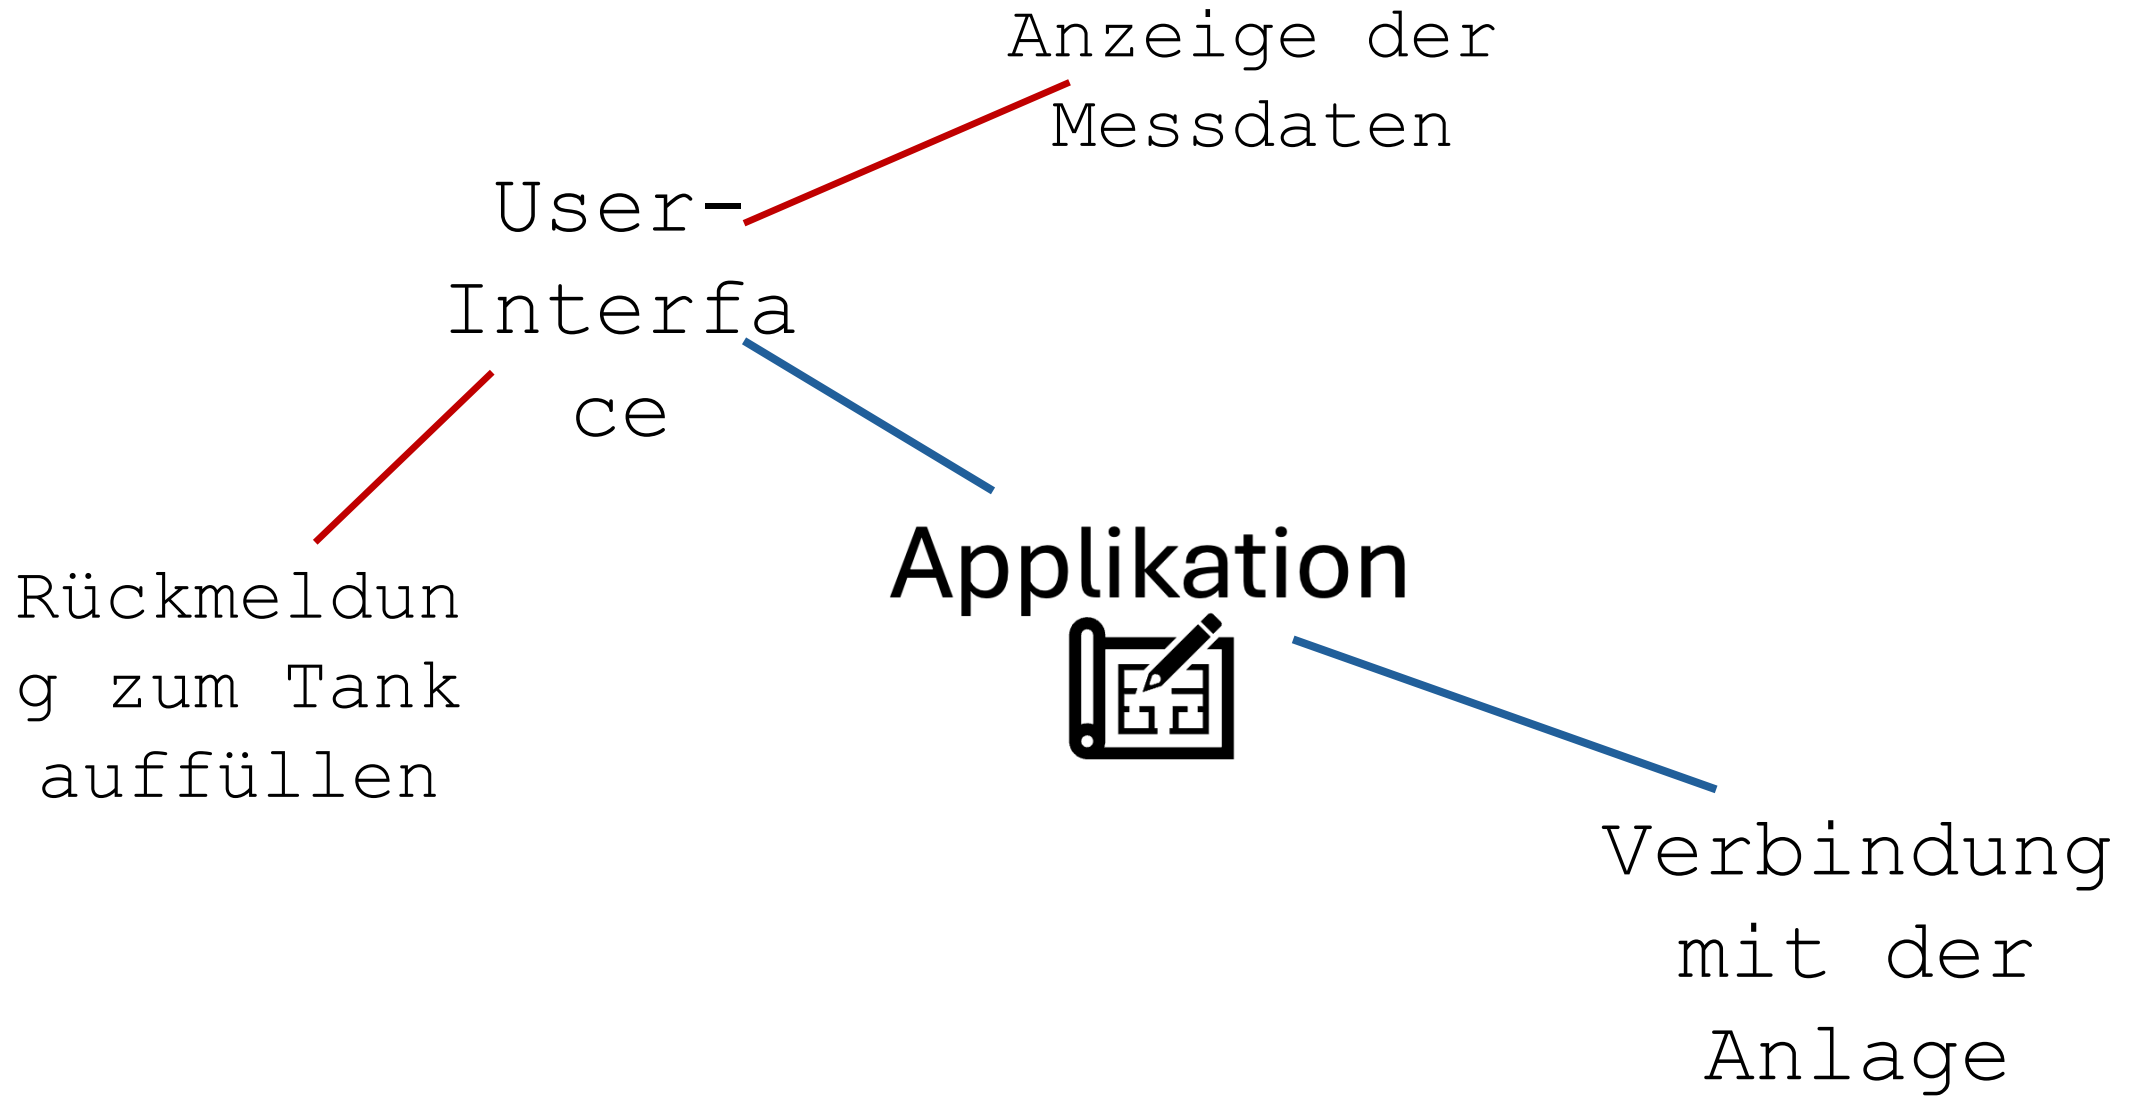 Anzeige der
Messdaten
User-
Interfa
ce
Applikation
Rückmeldun
g zum Tank
auffüllen
Verbindung
mit der
Anlage